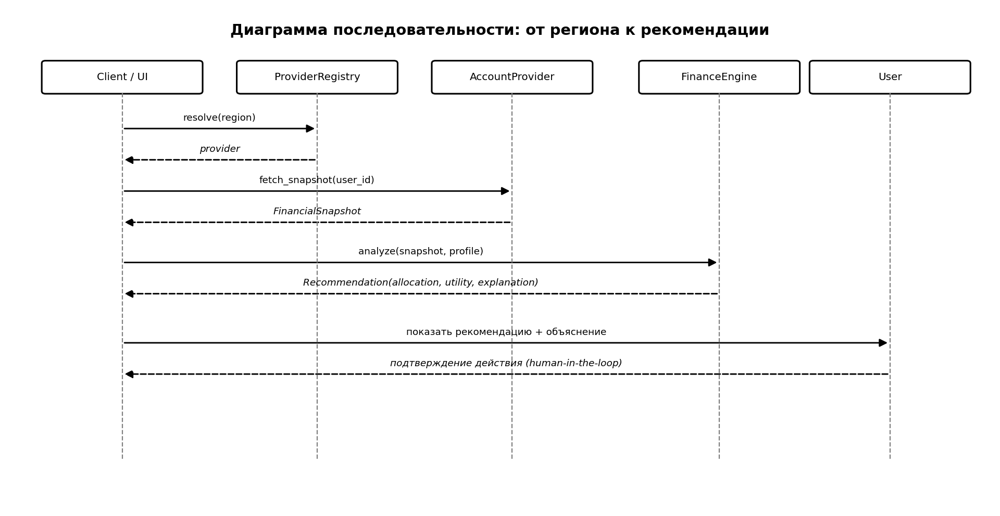 Диаграмма последовательности: от региона к рекомендации
Client / UI
ProviderRegistry
AccountProvider
FinanceEngine
User
resolve(region)
provider
fetch_snapshot(user_id)
FinancialSnapshot
analyze(snapshot, profile)
Recommendation(allocation, utility, explanation)
показать рекомендацию + объяснение
подтверждение действия (human-in-the-loop)